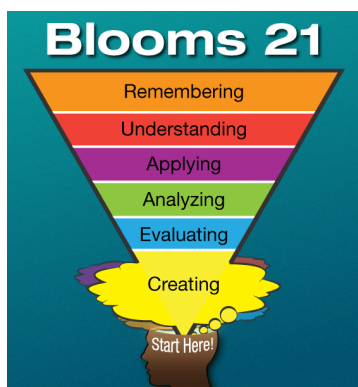 Blooms 21
Remembering
Understanding
Applying
Analyzing
Evaluating
Creating
Start Here!